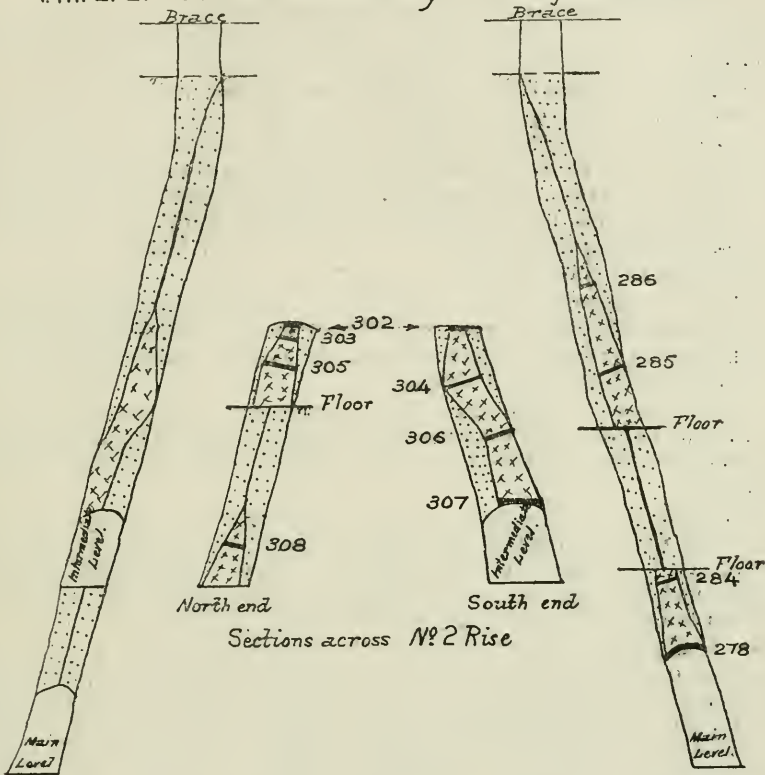 Brace
Brace
286
302
303
305
304
285
Floor
Floor
306
307
Intermediate Level.
Intermediate Level.
308
Floor
284
North end
South end
Sections across Nº 2 Rise
278
Main Level
Main Level.